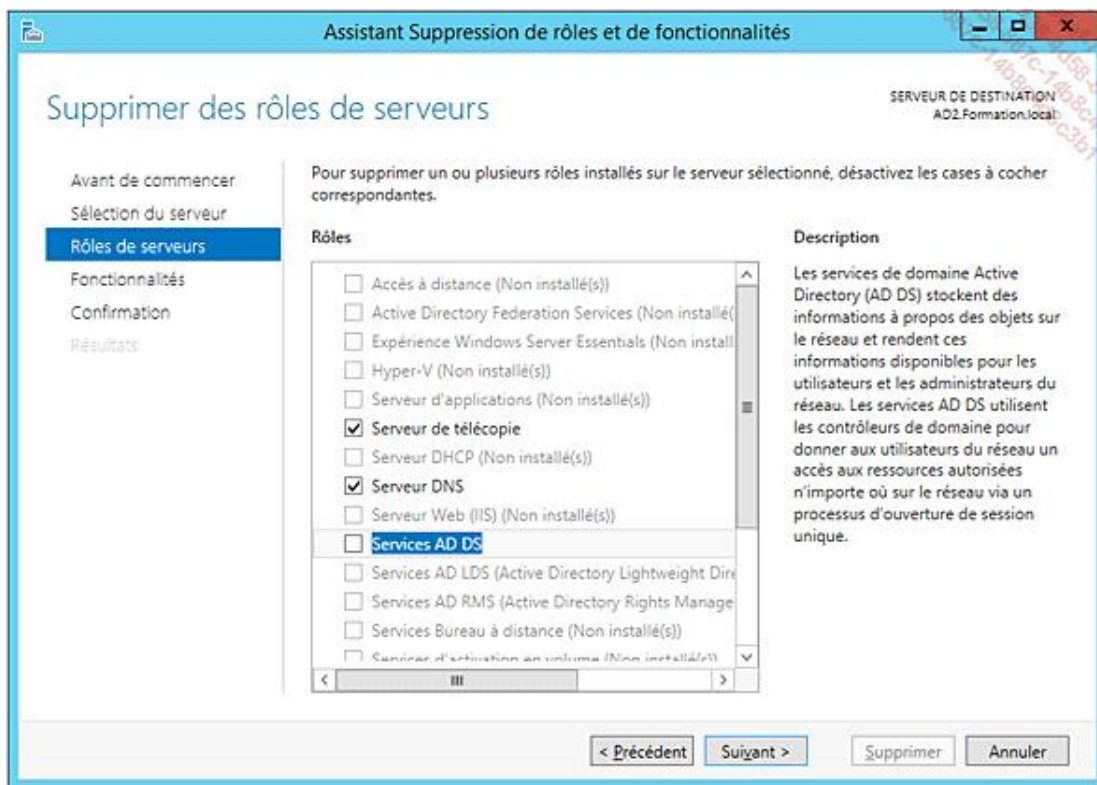 Assistant Suppression de rôles et de fonctionnalités
Supprimer des rôles de serveurs
SERVEUR DE DESTINATION
AD2.Formation.local
Avant de commencer
Sélection du serveur
Rôles de serveurs
Fonctionnalités
Confirmation
Résultats
Pour supprimer un ou plusieurs rôles installés sur le serveur sélectionné, désactivez les cases à cocher
correspondantes.
Rôles
Accès à distance (Non installé(s))
Active Directory Federation Services (Non installé(
Expérience Windows Server Essentials (Non install
Hyper-V (Non installé(s))
Serveur d'applications (Non installé(s))
Serveur de télécopie
Serveur DHCP (Non installé(s))
Serveur DNS
Serveur Web (IIS) (Non installé(s))
Services AD DS
Services AD LDS (Active Directory Lightweight Dire
Services AD RMS (Active Directory Rights Manage
Services Bureau à distance (Non installé(s))
Services d'activation en volume (Non installé(s))
Description
Les services de domaine Active
Directory (AD DS) stockent des
informations à propos des objets sur
le réseau et rendent ces
informations disponibles pour les
utilisateurs et les administrateurs du
réseau. Les services AD DS utilisent
les contrôleurs de domaine pour
donner aux utilisateurs du réseau un
accès aux ressources autorisées
n'importe où sur le réseau via un
processus d'ouverture de session
unique.
< Précédent
Suivant >
Supprimer
Annuler